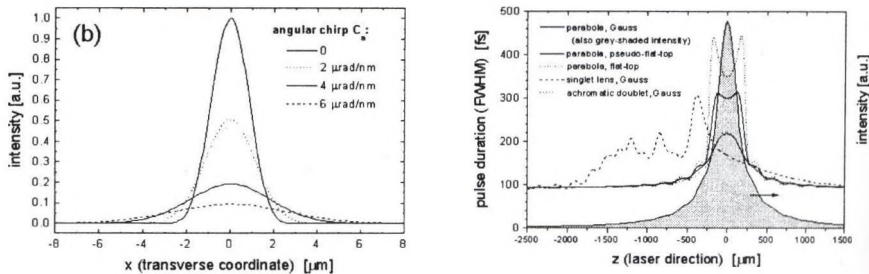 (b)
angular chirp Ca:
0
2 μrad/nm
4 μrad/nm
6 μrad/nm
intensity [a.u.]
1.0
0.9
0.8
0.7
0.6
0.5
0.4
0.3
0.2
0.1
0.0
-8
-6
-4
-2
0
2
4
6
8
x (transverse coordinate) [μm]
parabola, Gauss
(also grey-shaded intensity)
parabola, pseudo-flat-top
parabola, flat-top
singlet lens, Gauss
achromatic doublet, Gauss
pulse duration (FWHM) [fs]
500
400
300
200
100
0
-2500
-2000
-1500
-1000
-500
0
500
1000
1500
z (laser direction) [μm]
intensity [a.u.]